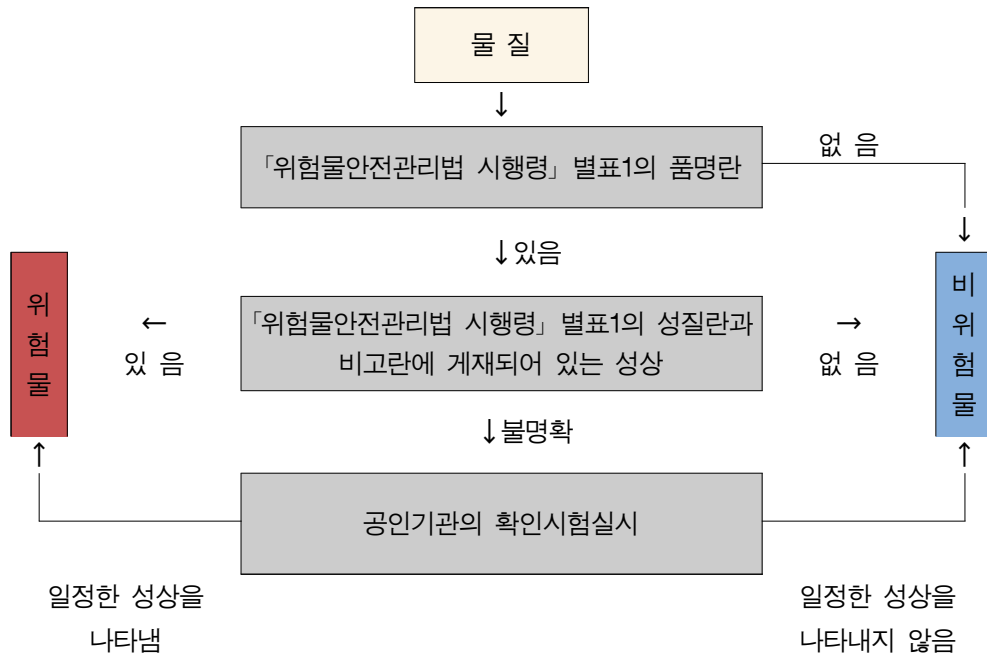 물 질
↓
「위험물안전관리법 시행령」 별표1의 품명란
없 음
↓
↓있음
위
험
물
←
있 음
「위험물안전관리법 시행령」 별표1의 성질란과
비고란에 게재되어 있는 성상
→
없 음
비
위
험
물
↓불명확
↑
↑
공인기관의 확인시험실시
일정한 성상을
나타냄
일정한 성상을
나타내지 않음